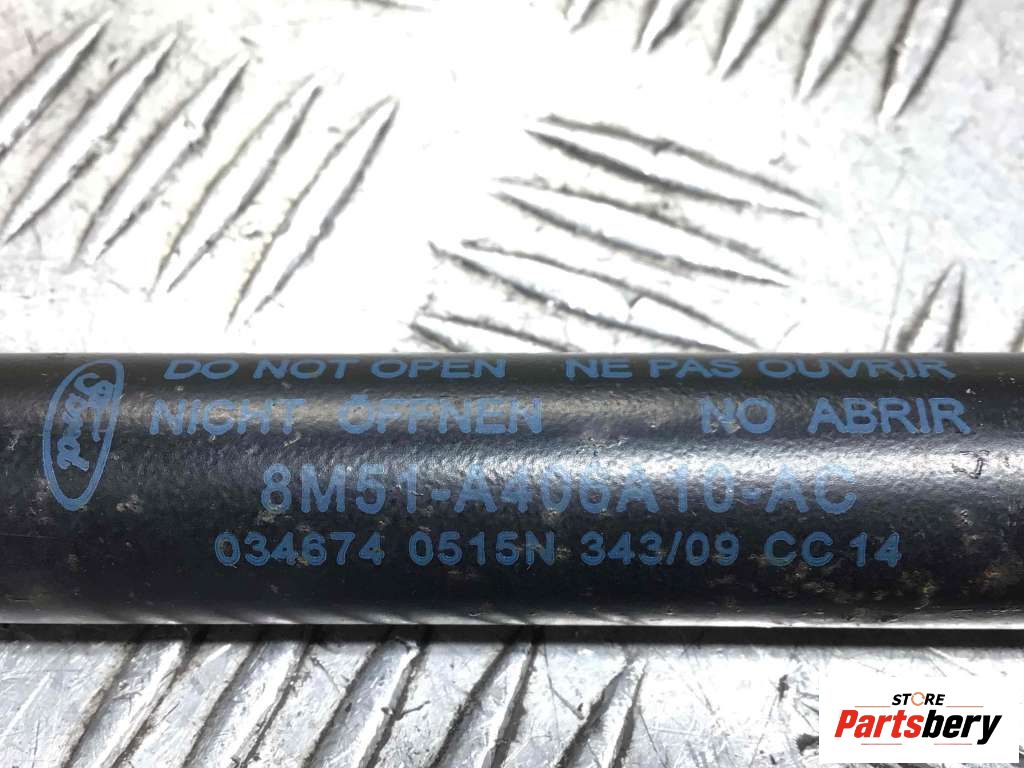 Ford
DO NOT OPEN NE PAS OUVRIR
NICHT ÖFFNEN NO ABRIR
8M51-A406A10-AC
034674 0515N 343/09 CC 14
STORE
Partsbery